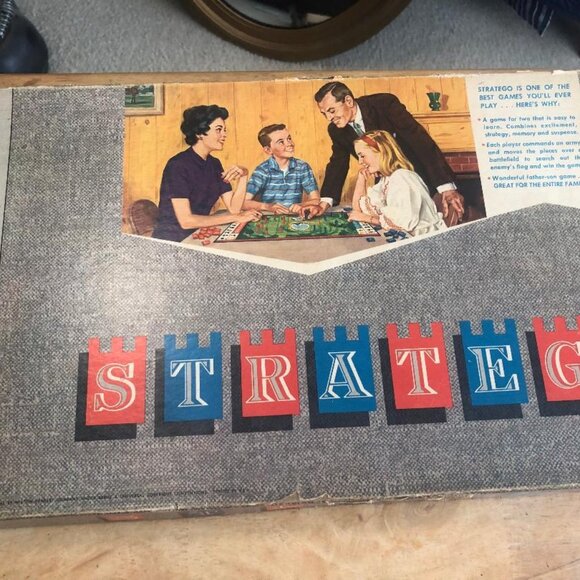 STRATEGO IS ONE OF THE
BEST GAMES YOU'LL EVER
PLAY . . . HERE'S WHY:
• A game for two that is easy to
learn. Combines excitement,
strategy, memory and suspense
• Each player commands an army
and moves the pieces over
battlefield to search out
enemy's flag and win the game
• Wonderful father-son game
GREAT FOR THE ENTIRE FAM
STRATEG